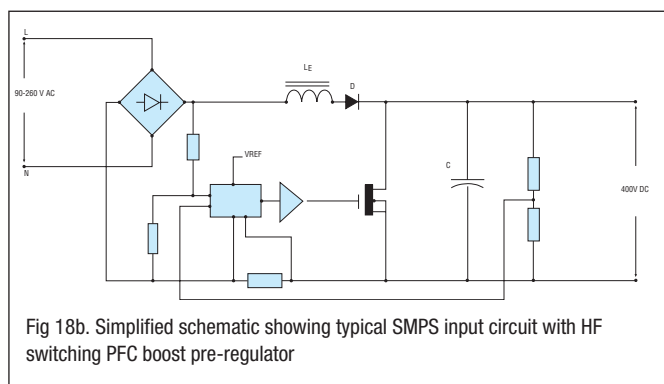 L
90-260 V AC
N
LE
D
VREF
C
400V DC
Fig 18b. Simplified schematic showing typical SMPS input circuit with HF
switching PFC boost pre-regulator